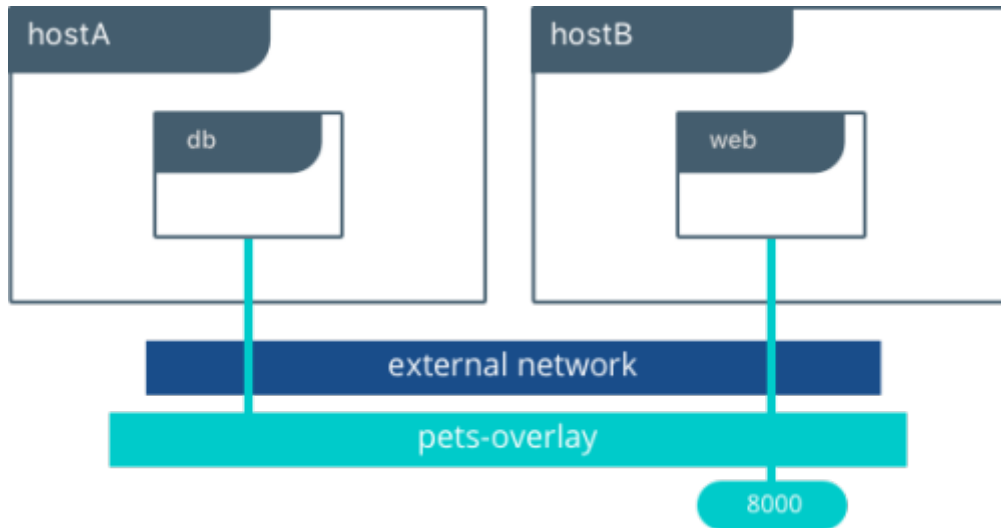 hostA
hostB
db
web
external network
pets-overlay
8000